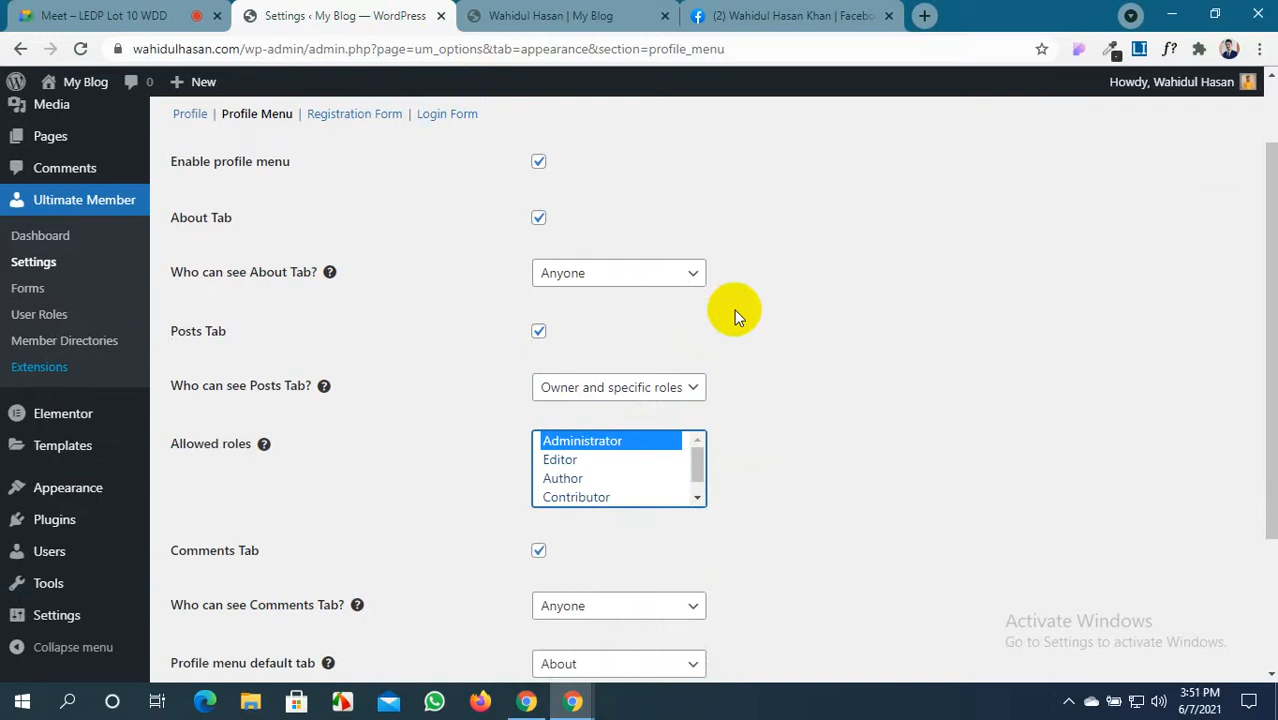 Meet – LEDP Lot 10 WDD
Settings ‹ My Blog — WordPress
Wahidul Hasan | My Blog
(2) Wahidul Hasan Khan | Facebo
wahidulhasan.com/wp-admin/admin.php?page=um_options&tab=appearance&section=profile_menu
My Blog
0
New
Howdy, Wahidul Hasan
Media
Pages
Comments
Ultimate Member
Dashboard
Settings
Forms
User Roles
Member Directories
Extensions
Elementor
Templates
Appearance
Plugins
Users
Tools
Settings
Collapse menu
Profile | Profile Menu | Registration Form | Login Form
Enable profile menu
About Tab
Who can see About Tab? ? Anyone
Posts Tab
Who can see Posts Tab? ? Owner and specific roles
Allowed roles ? Administrator
Editor
Author
Contributor
Comments Tab
Who can see Comments Tab? ? Anyone
Profile menu default tab ? About
Activate Windows
Go to Settings to activate Windows.
3:51 PM
6/7/2021